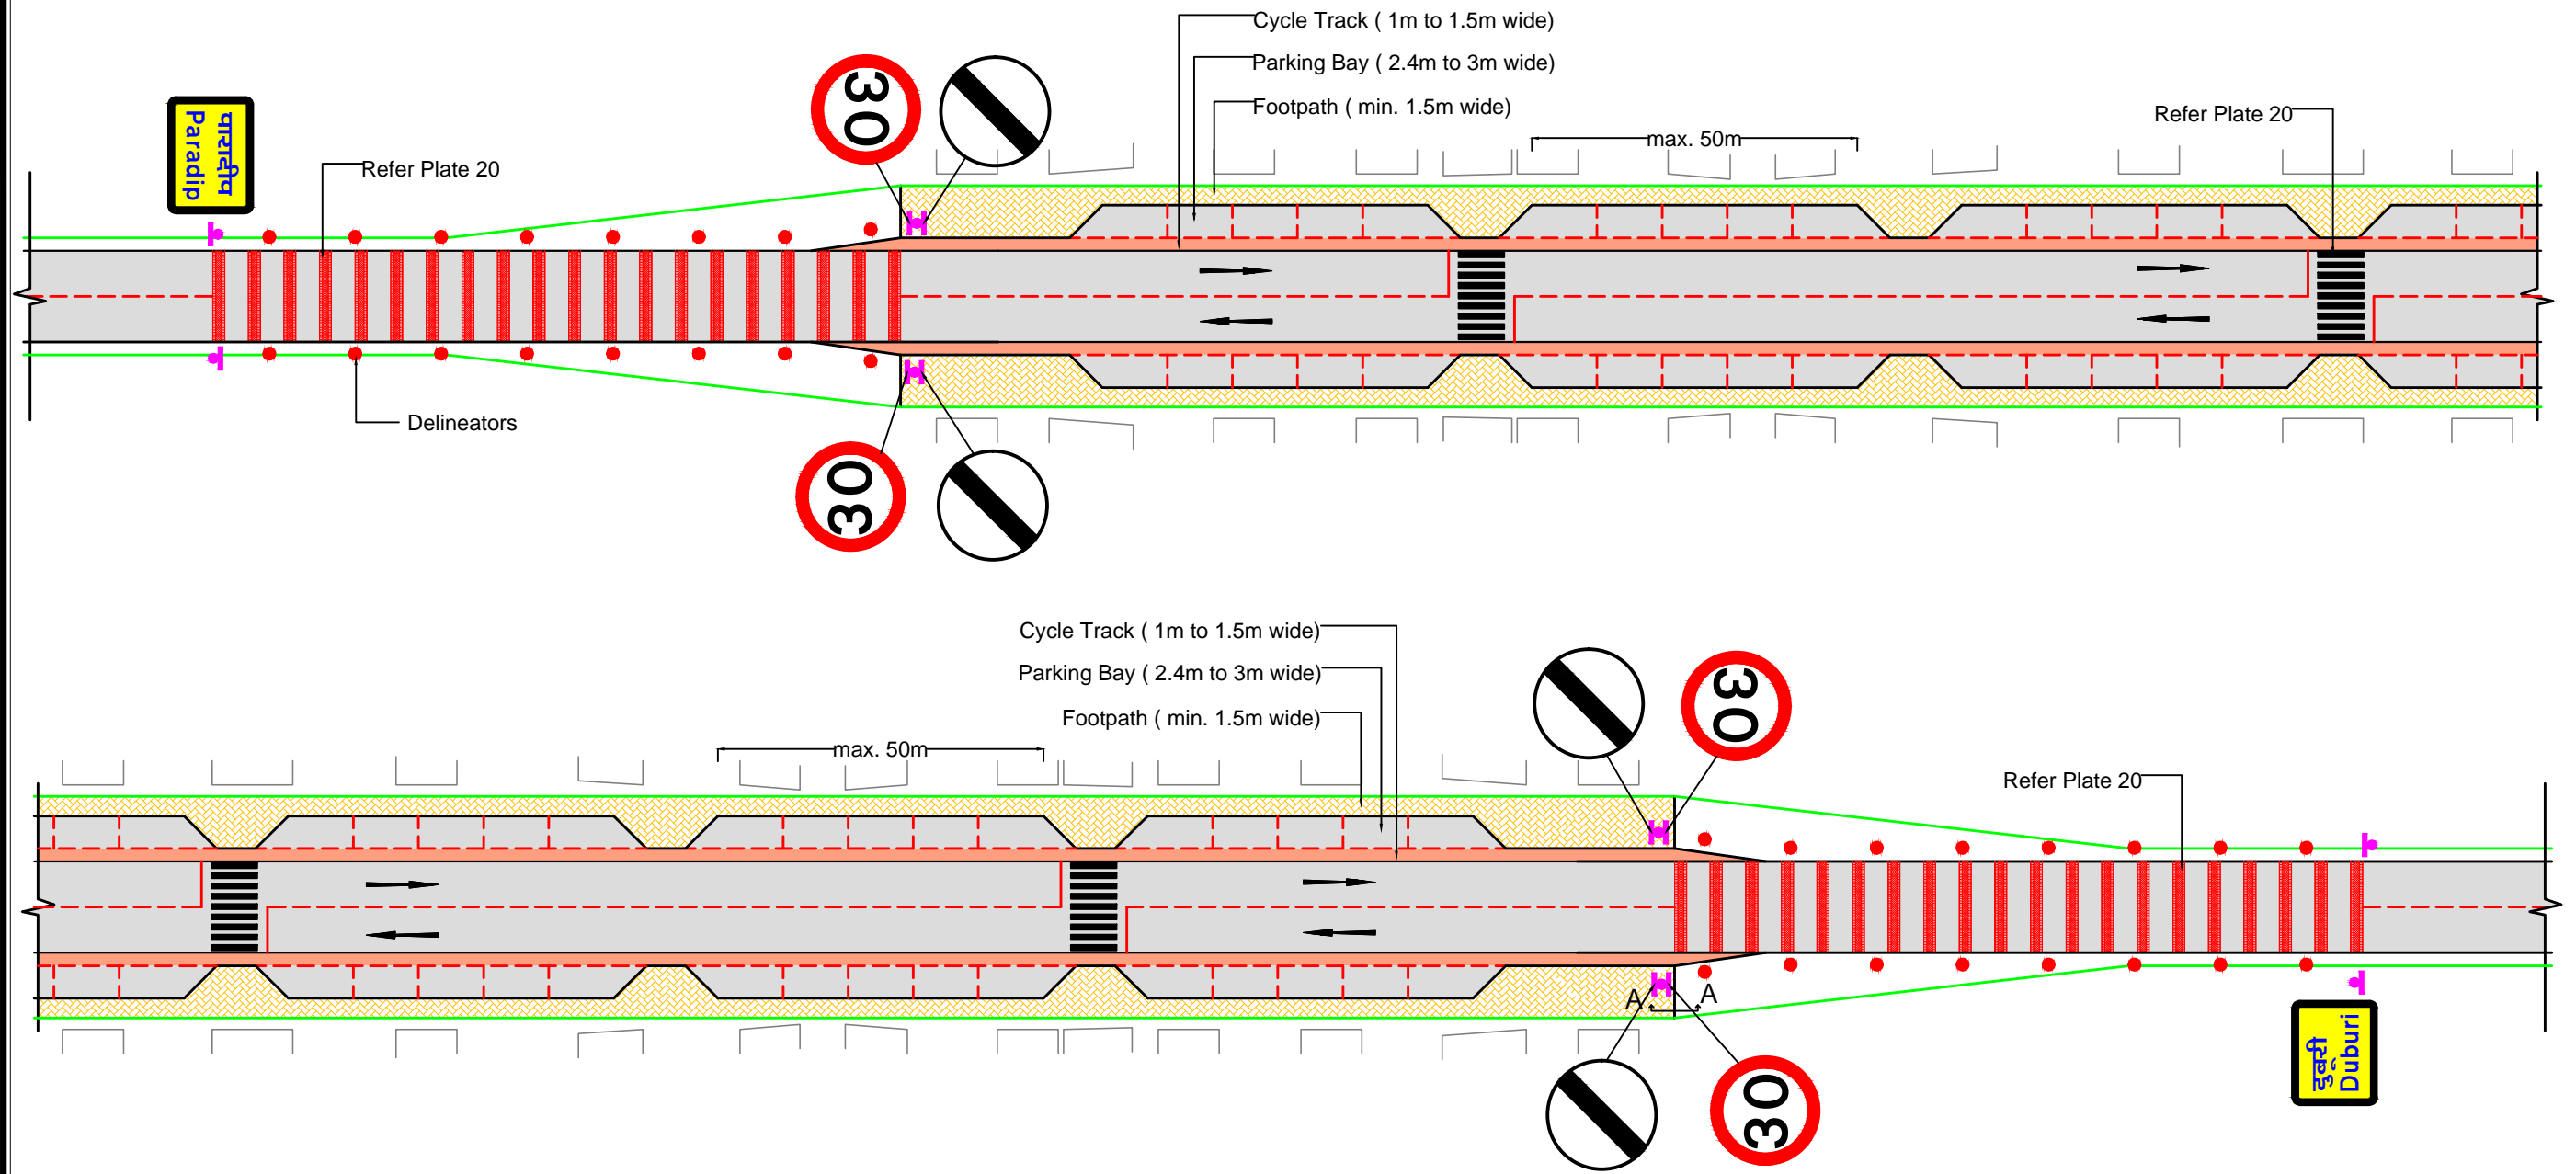 Cycle Track ( 1m to 1.5m wide)
Parking Bay ( 2.4m to 3m wide)
Footpath ( min. 1.5m wide)
Refer Plate 20
max. 50m
30
पारादीप
Paradip
Refer Plate 20
Delineators
30
Cycle Track ( 1m to 1.5m wide)
Parking Bay ( 2.4m to 3m wide)
Footpath ( min. 1.5m wide)
max. 50m
30
Refer Plate 20
A A
30
दुबरी
Duburi